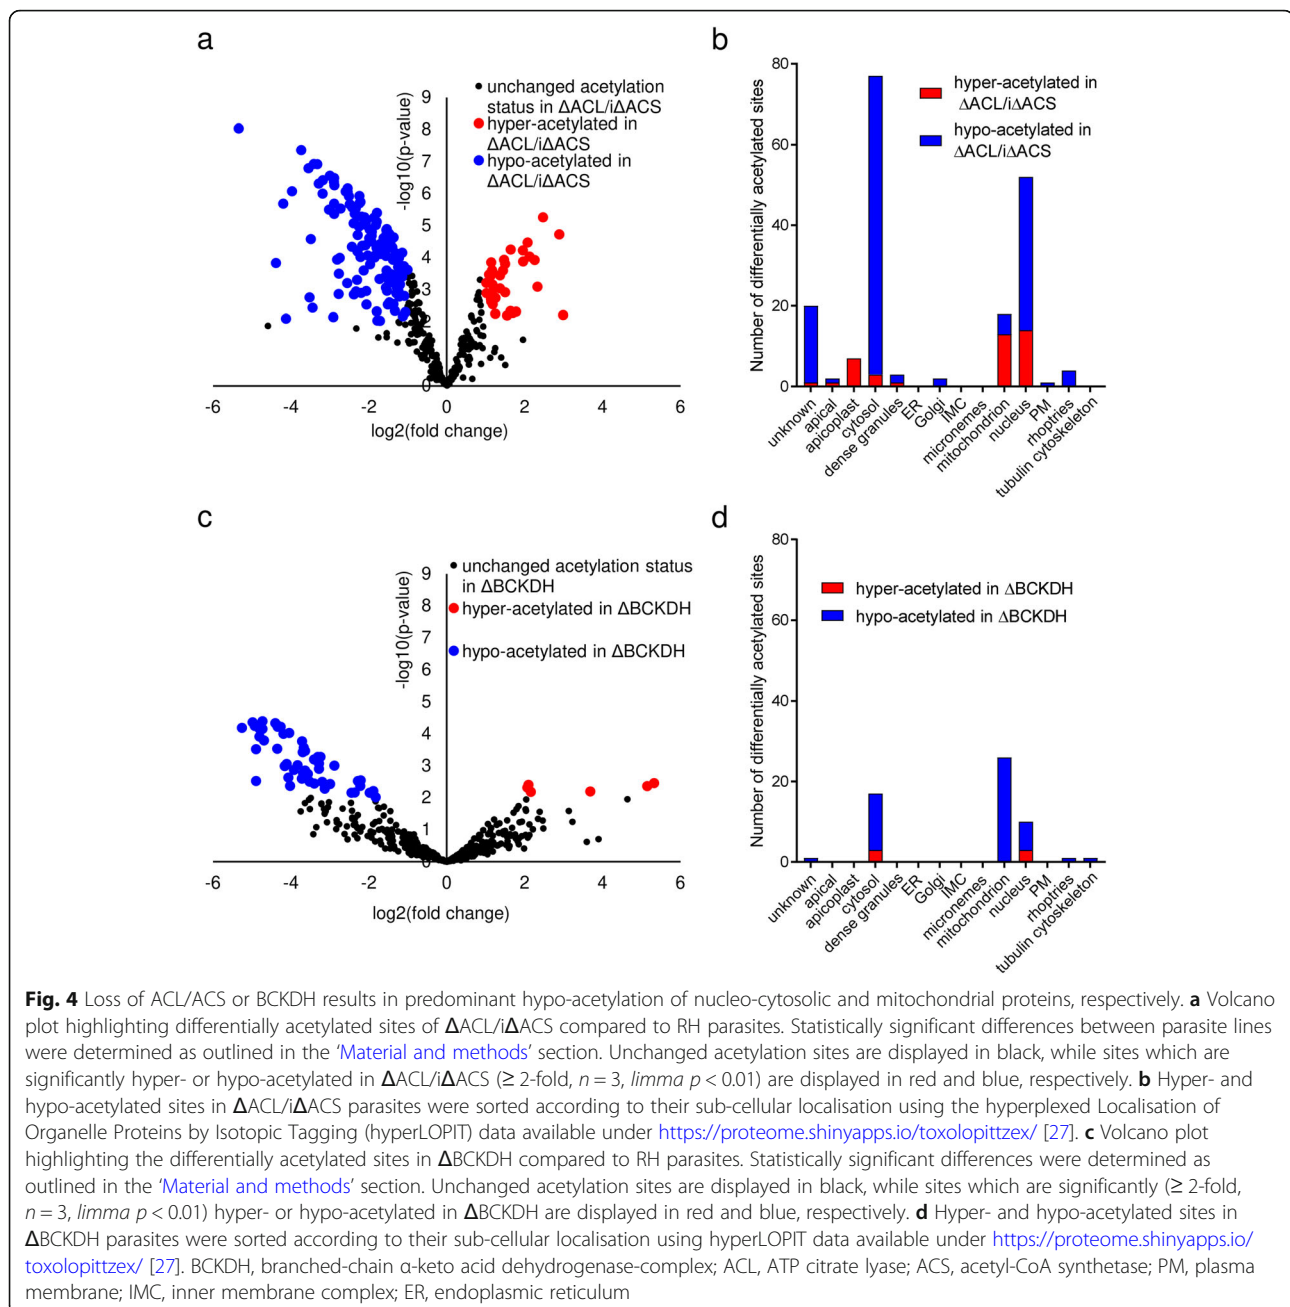 a
unchanged acetylation
status in ΔACL/iΔACS
hyper-acetylated in
ΔACL/iΔACS
hypo-acetylated in
ΔACL/iΔACS
-log10(p-value)
9
8
7
6
5
4
3
2
1
0
-6
-4
-2
0
2
4
6
log2(fold change)
b
hyper-acetylated in
ΔACL/iΔACS
hypo-acetylated in
ΔACL/iΔACS
Number of differentially acetylated sites
80
60
40
20
0
unknown
apical
apicoplast
cytosol
dense granules
ER
Golgi
IMC
micronemes
mitochondrion
nucleus
PM
rhoptries
tubulin cytoskeleton
c
unchanged acetylation status
in ΔBCKDH
hyper-acetylated in ΔBCKDH
hypo-acetylated in ΔBCKDH
-log10(p-value)
9
8
7
6
5
4
3
2
1
0
-6
-4
-2
0
2
4
6
log2(fold change)
d
hyper-acetylated in ΔBCKDH
hypo-acetylated in ΔBCKDH
Number of differentially acetylated sites
80
60
40
20
0
unknown
apical
apicoplast
cytosol
dense granules
ER
Golgi
IMC
micronemes
mitochondrion
nucleus
PM
rhoptries
tubulin cytoskeleton
Fig. 4 Loss of ACL/ACS or BCKDH results in predominant hypo-acetylation of nucleo-cytosolic and mitochondrial proteins, respectively. a Volcano
plot highlighting differentially acetylated sites of ΔACL/iΔACS compared to RH parasites. Statistically significant differences between parasite lines
were determined as outlined in the ‘Material and methods’ section. Unchanged acetylation sites are displayed in black, while sites which are
significantly hyper- or hypo-acetylated in ΔACL/iΔACS (≥ 2-fold, n = 3, limma p < 0.01) are displayed in red and blue, respectively. b Hyper- and
hypo-acetylated sites in ΔACL/iΔACS parasites were sorted according to their sub-cellular localisation using the hyperplexed Localisation of
Organelle Proteins by Isotopic Tagging (hyperLOPIT) data available under https://proteome.shinyapps.io/toxolopittzex/ [27]. c Volcano plot
highlighting the differentially acetylated sites in ΔBCKDH compared to RH parasites. Statistically significant differences were determined as
outlined in the ‘Material and methods’ section. Unchanged acetylation sites are displayed in black, while sites which are significantly (≥ 2-fold,
n = 3, limma p < 0.01) hyper- or hypo-acetylated in ΔBCKDH are displayed in red and blue, respectively. d Hyper- and hypo-acetylated sites in
ΔBCKDH parasites were sorted according to their sub-cellular localisation using hyperLOPIT data available under https://proteome.shinyapps.io/
toxolopittzex/ [27]. BCKDH, branched-chain α-keto acid dehydrogenase-complex; ACL, ATP citrate lyase; ACS, acetyl-CoA synthetase; PM, plasma
membrane; IMC, inner membrane complex; ER, endoplasmic reticulum